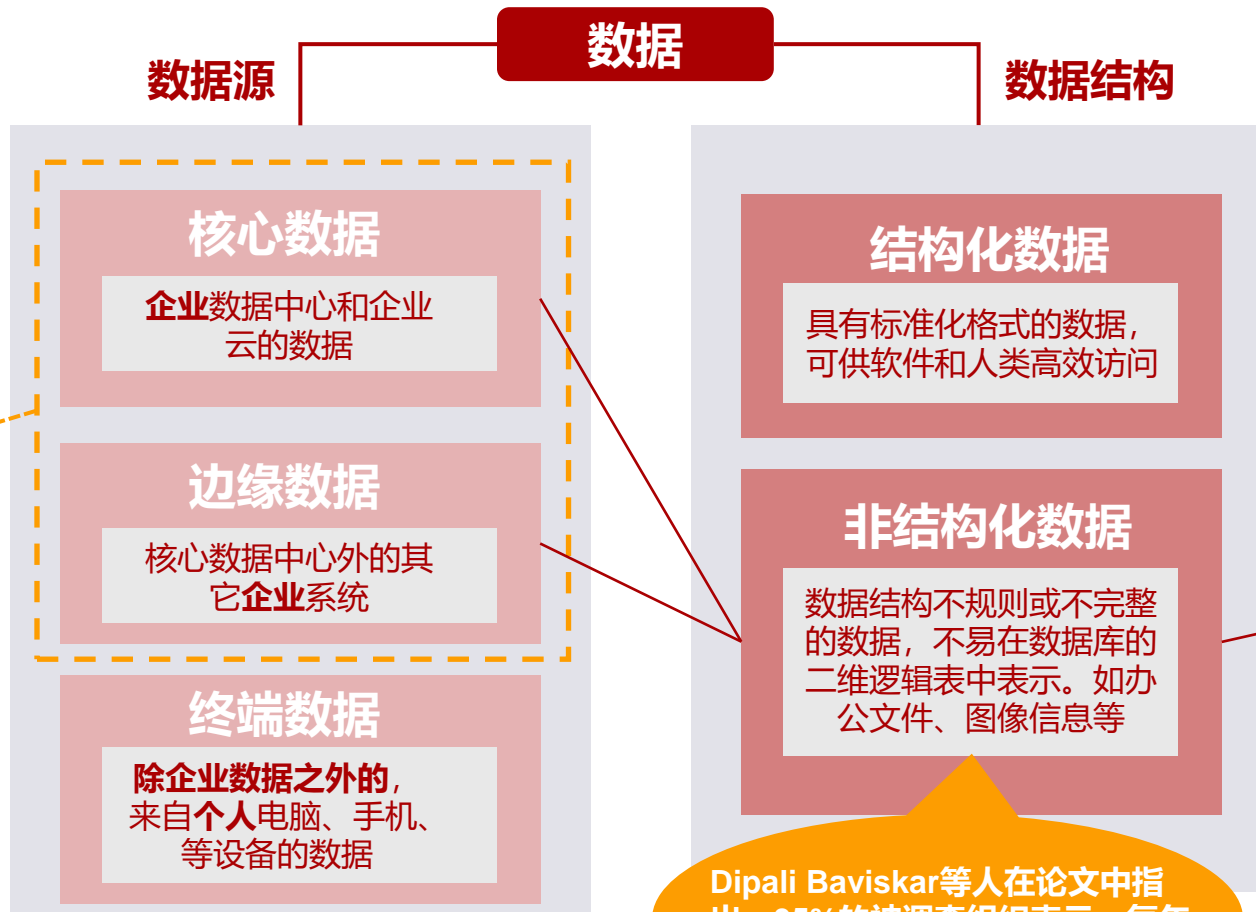 数据
数据源
数据结构
核心数据
企业数据中心和企业
云的数据
边缘数据
核心数据中心外的其
它企业系统
终端数据
除企业数据之外的，
来自个人电脑、手机、
等设备的数据
结构化数据
具有标准化格式的数据，
可供软件和人类高效访问
非结构化数据
数据结构不规则或不完整
的数据，不易在数据库的
二维逻辑表中表示。如办
公文件、图像信息等
Dipali Baviskar等人在论文中指